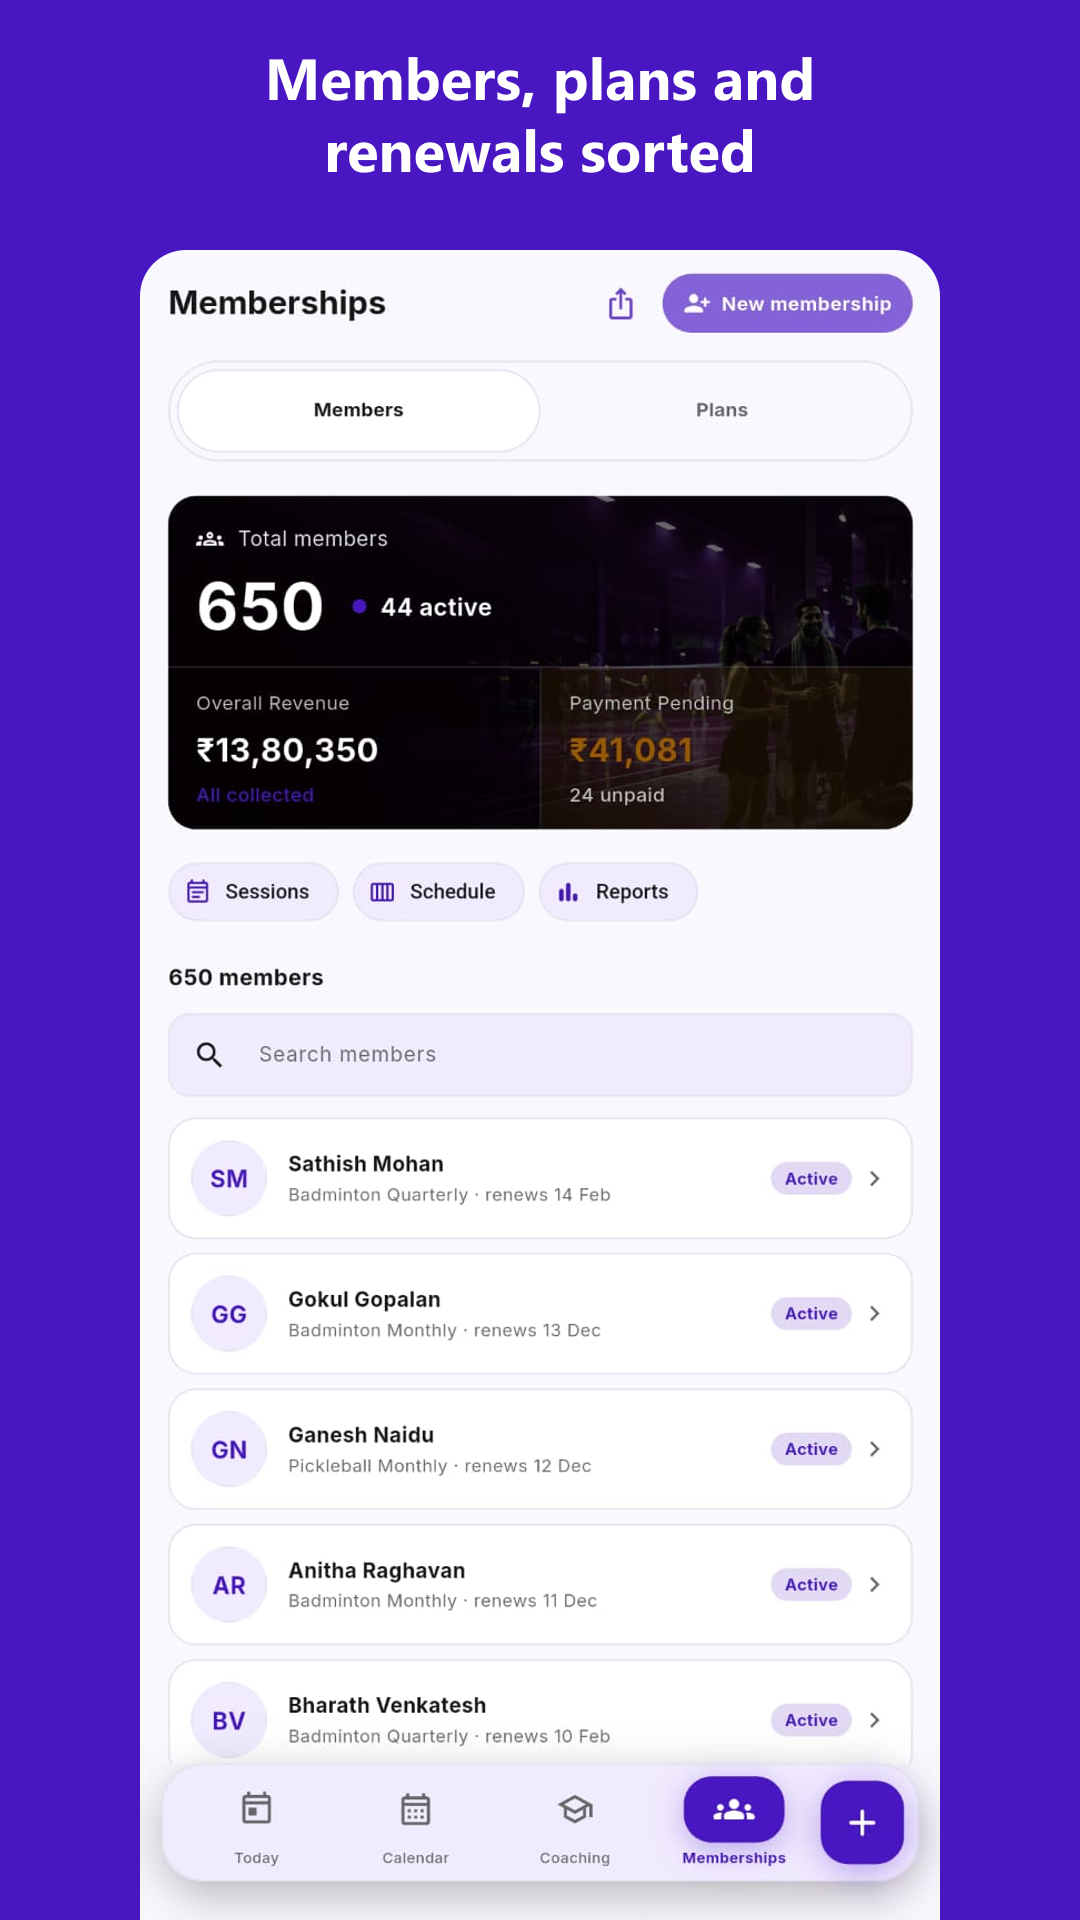 Members, plans and
renewals sorted
Memberships
New membership
Members
Plans
Total members
650
44 active
Overall Revenue
₹13,80,350
All collected
Payment Pending
₹41,081
24 unpaid
Sessions
Schedule
Reports
650 members
Search members
SM
Sathish Mohan
Badminton Quarterly · renews 14 Feb
Active
GG
Gokul Gopalan
Badminton Monthly · renews 13 Dec
Active
GN
Ganesh Naidu
Pickleball Monthly · renews 12 Dec
Active
AR
Anitha Raghavan
Badminton Monthly · renews 11 Dec
Active
BV
Bharath Venkatesh
Badminton Quarterly · renews 10 Feb
Active
Today
Calendar
Coaching
Memberships